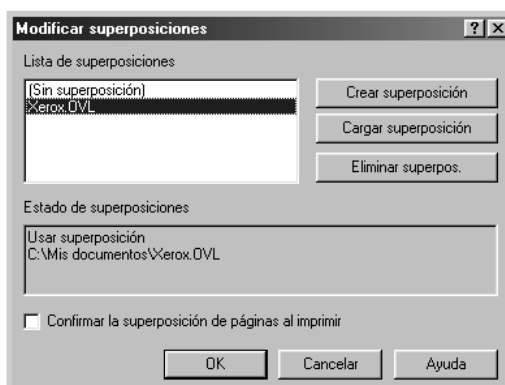 Modificar superposiciones
Lista de superposiciones
(Sin superposición)
Xerox.OVL
Crear superposición
Cargar superposición
Eliminar superpos.
Estado de superposiciones
Usar superposición
C:\Mis documentos\Xerox.OVL
Confirmar la superposición de páginas al imprimir
OK
Cancelar
Ayuda